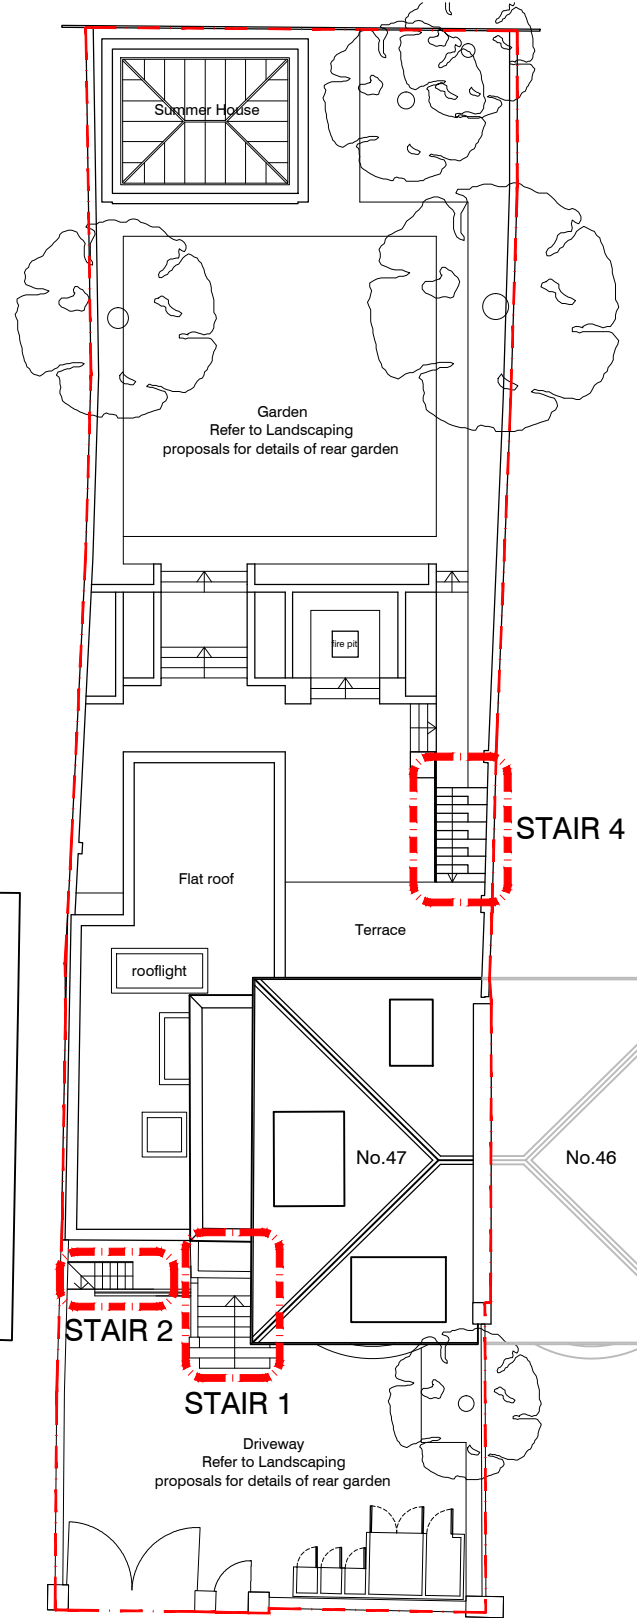 Summer House
Garden
Refer to Landscaping
proposals for details of rear garden
fire pit
STAIR 4
Flat roof
Terrace
rooflight
No.47
No.46
STAIR 2
STAIR 1
Driveway
Refer to Landscaping
proposals for details of rear garden